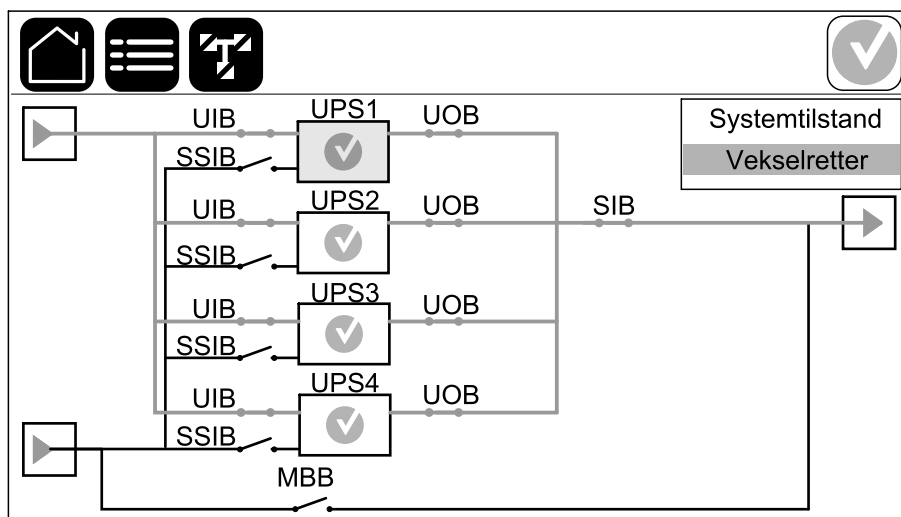 T
UIB
UPS1
UOB
Systemtilstand
SSIB
Vekselretter
UIB
UPS2
UOB
SIB
SSIB
UIB
UPS3
UOB
SSIB
UIB
UPS4
UOB
SSIB
MBB